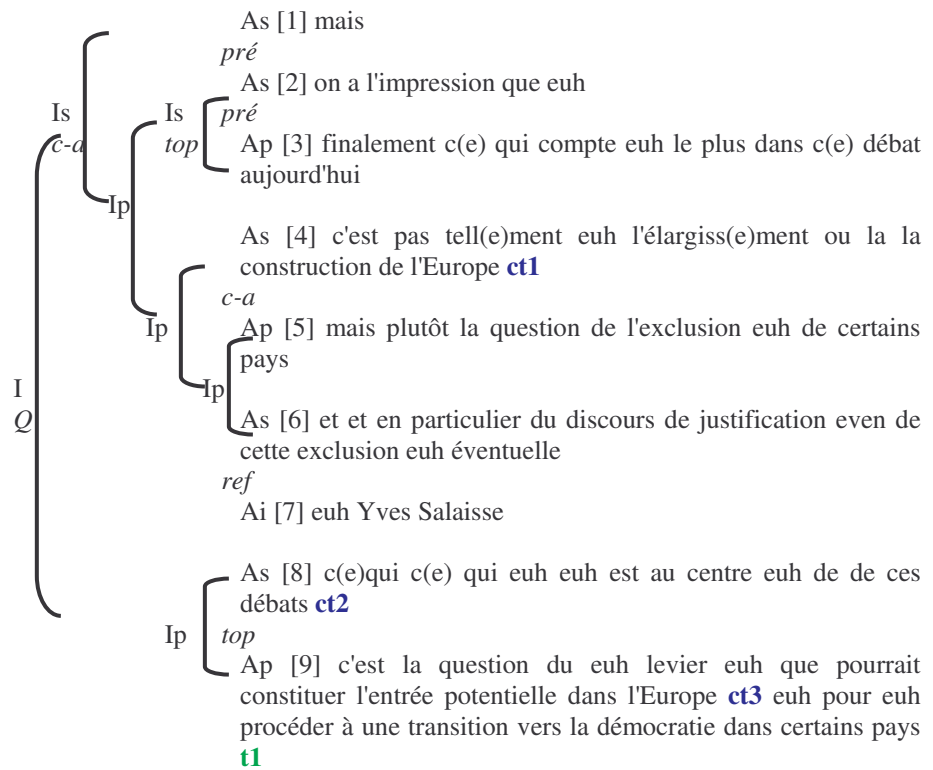 As [1] mais
pré
As [2] on a l'impression que euh
Is Is pré
c-a top Ap [3] finalement c(e) qui compte euh le plus dans c(e) débat
aujourd'hui
Ip
As [4] c'est pas tell(e)ment euh l'élargiss(e)ment ou la la
construction de l'Europe ct1
c-a
Ip Ap [5] mais plutôt la question de l'exclusion euh de certains
pays
I Ip
Q As [6] et et en particulier du discours de justification even de
cette exclusion euh éventuelle
ref
Ai [7] euh Yves Salaisse
As [8] c(e)qui c(e) qui euh euh est au centre euh de de ces
débats ct2
Ip top
Ap [9] c'est la question du euh levier euh que pourrait
constituer l'entrée potentielle dans l'Europe ct3 euh pour euh
procéder à une transition vers la démocratie dans certains pays
t1